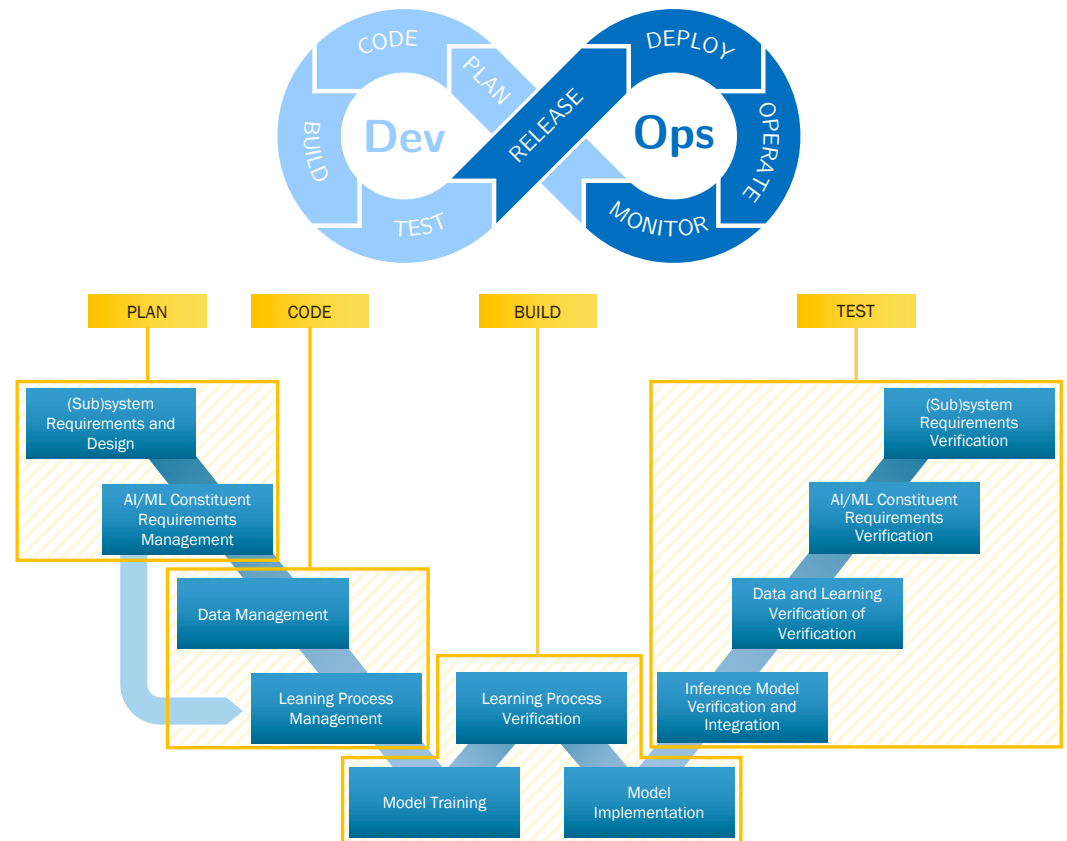 CODE
PLAN
BUILD
Dev
TEST
RELEASE
DEPLOY
Ops
OPERATE
MONITOR
PLAN
CODE
BUILD
TEST
(Sub)system
Requirements and
Design
AI/ML Constituent
Requirements
Management
Data Management
Leaning Process
Management
Model Training
Learning Process
Verification
Model
Implementation
Inference Model
Verification and
Integration
Data and Learning
Verification of
Verification
AI/ML Constituent
Requirements
Verification
(Sub)system
Requirements
Verification